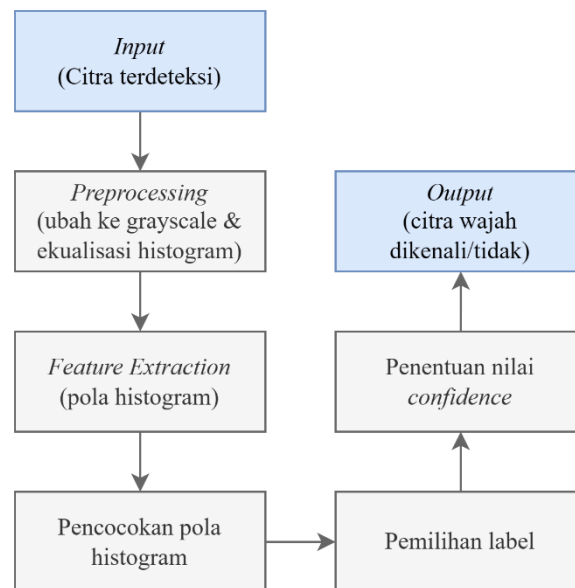 Input
(Citra terdeteksi)
Preprocessing
(ubah ke grayscale &
ekualisasi histogram)
Feature Extraction
(pola histogram)
Pencocokan pola
histogram
Pemilihan label
Penentuan nilai
confidence
Output
(citra wajah
dikenali/tidak)